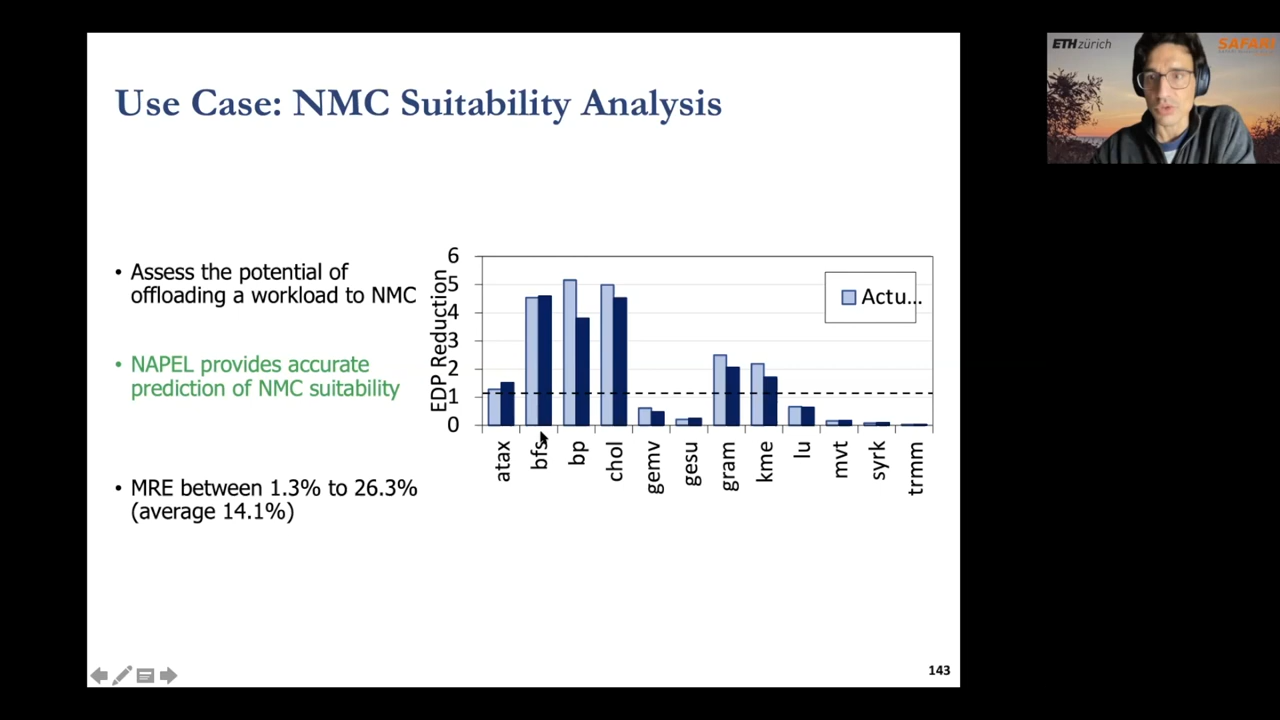 Use Case: NMC Suitability Analysis
• Assess the potential of
offloading a workload to NMC
• NAPEL provides accurate
prediction of NMC suitability
• MRE between 1.3% to 26.3%
(average 14.1%)
EDP Reduction
6
5
4
3
2
1
0
Actu...
atax
bfs
bp
chol
gemv
gesu
gram
kme
lu
mvt
syrk
trmm
143
ETH zürich
SAFARI